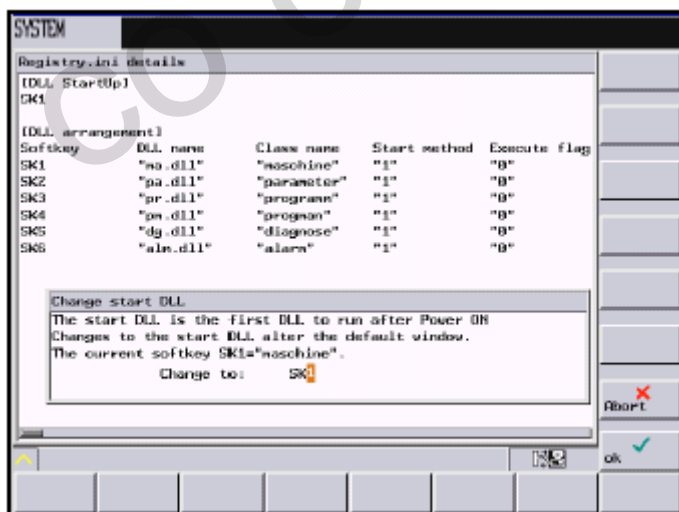 SYSTEM
Registry.ini details
[DLL StartUp]
SK1
[DLL arrangement]
Softkey DLL name Class name Start method Execute flag
SK1 "ma.dll" "maschine" "1" "0"
SK2 "pa.dll" "parameter" "1" "0"
SK3 "pr.dll" "programm" "1" "0"
SK4 "pm.dll" "progman" "1" "0"
SK5 "dg.dll" "diagnose" "1" "0"
SK6 "alm.dll" "alarm" "1" "0"
Change start DLL
The start DLL is the first DLL to run after Power ON
Changes to the start DLL alter the default window.
The current softkey SK1="maschine".
Change to: SK1
Abort
ok